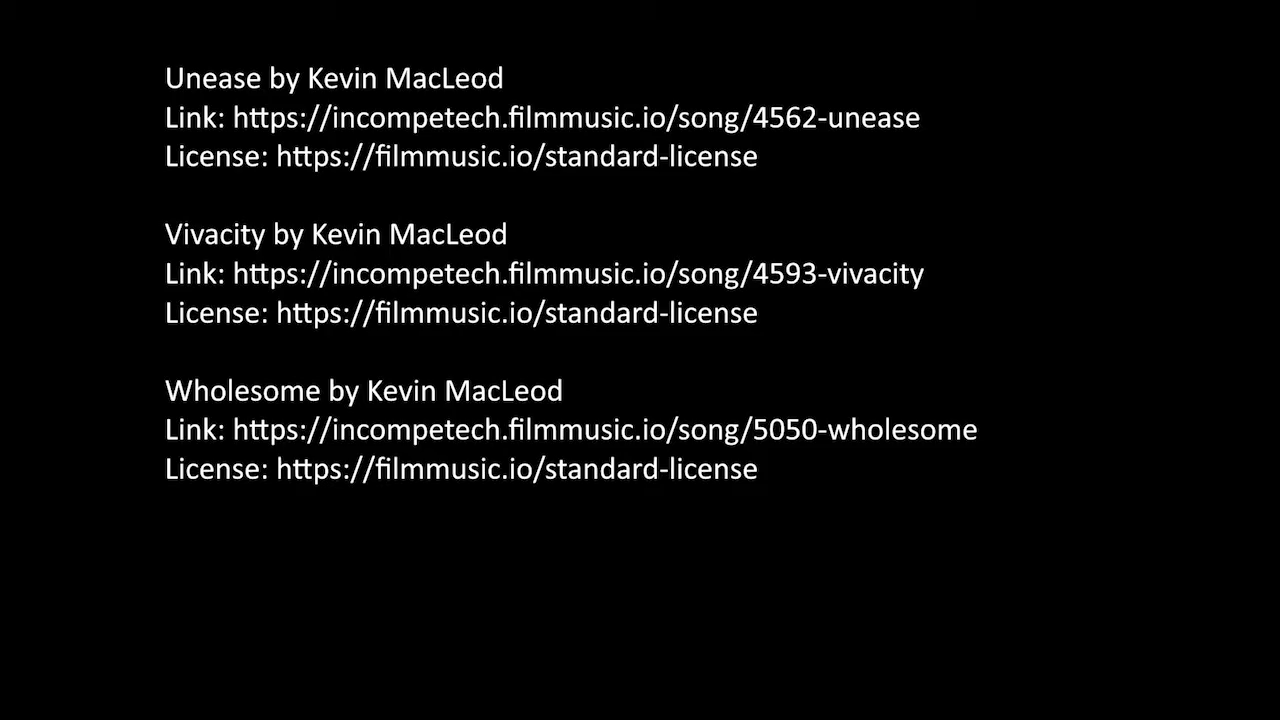 Unease by Kevin MacLeod
Link: https://incompetech.filmmusic.io/song/4562-unease
License: https://filmmusic.io/standard-license
Vivacity by Kevin MacLeod
Link: https://incompetech.filmmusic.io/song/4593-vivacity
License: https://filmmusic.io/standard-license
Wholesome by Kevin MacLeod
Link: https://incompetech.filmmusic.io/song/5050-wholesome
License: https://filmmusic.io/standard-license